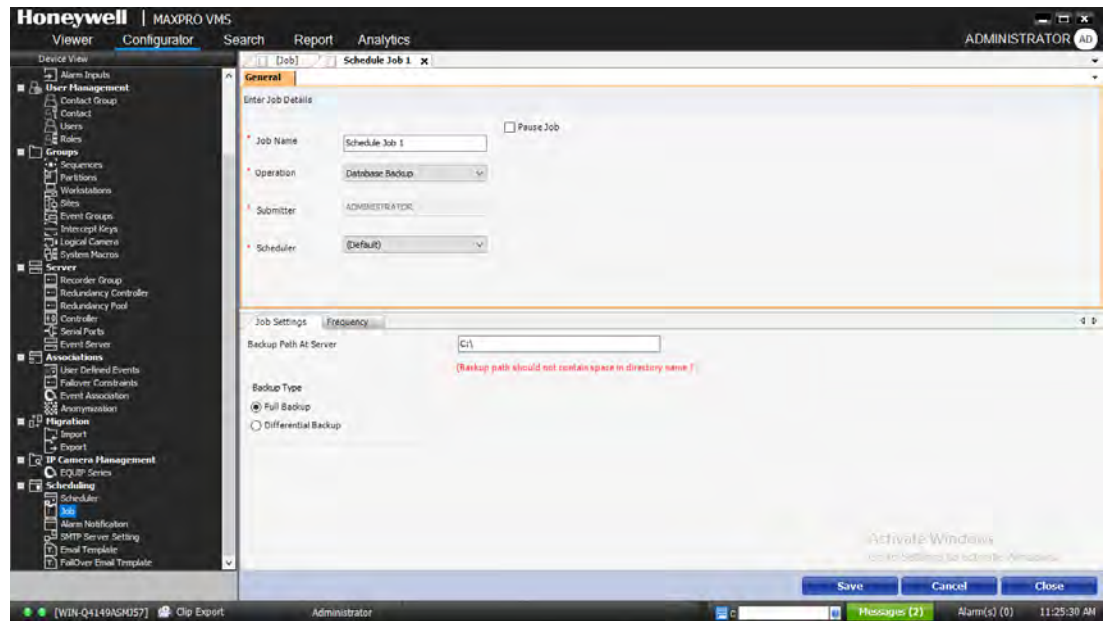 Honeywell | MAXPRO VMS
Viewer Configurator Search Report Analytics ADMINISTRATOR AD
Device View
[Job] Schedule Job 1 x
Alarm Inputs
User Management
Contact Group
Contact
Users
Roles
Groups
Sequences
Partitions
Workstations
Sites
Event Groups
Intercept Keys
Logical Camera
System Macros
Server
Recorder Group
Redundancy Controller
Redundancy Pool
Controller
Serial Ports
Event Server
Associations
User Defined Events
Failover Constraints
Event Association
Anonymization
Migration
Import
Export
IP Camera Management
EQUIP Series
Scheduling
Scheduler
Job
Alarm Notification
SMTP Server Setting
Email Template
FailOver Email Template
General
Enter Job Details
Pause Job
* Job Name Schedule Job 1
* Operation Database Backup
* Submitter ADMINISTRATOR
* Scheduler (Default)
Job Settings Frequency
Backup Path At Server C:\
(Backup path should not contain space in directory name )
Backup Type
Full Backup
Differential Backup
Activate Windows
Go to Settings to activate Windows.
Save Cancel Close
[WIN-Q4149ASMJ57] Clip Export Administrator C Messages (2) Alarm(s) (0) 11:25:30 AM